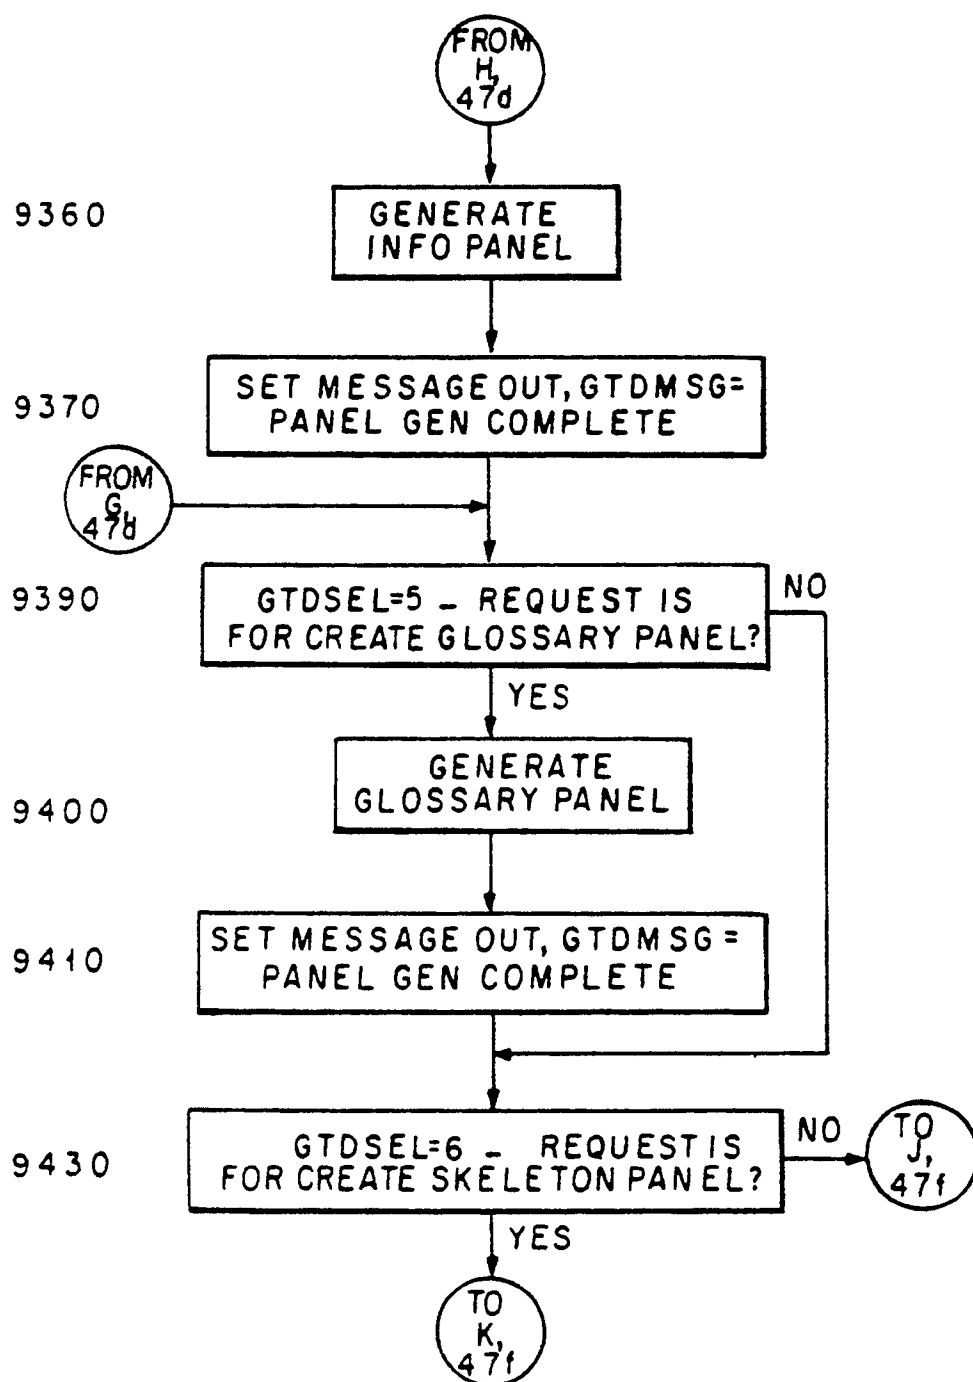 FROM
H,
47d
9360
GENERATE
INFO PANEL
9370
SET MESSAGE OUT, GTDMSG=
PANEL GEN COMPLETE
FROM
G,
47d
9390
GTDSEL=5 - REQUEST IS
FOR CREATE GLOSSARY PANEL?
NO
YES
9400
GENERATE
GLOSSARY PANEL
9410
SET MESSAGE OUT, GTDMSG=
PANEL GEN COMPLETE
9430
GTDSEL=6 - REQUEST IS
FOR CREATE SKELETON PANEL?
NO
TO
J,
47f
YES
TO
K,
47f